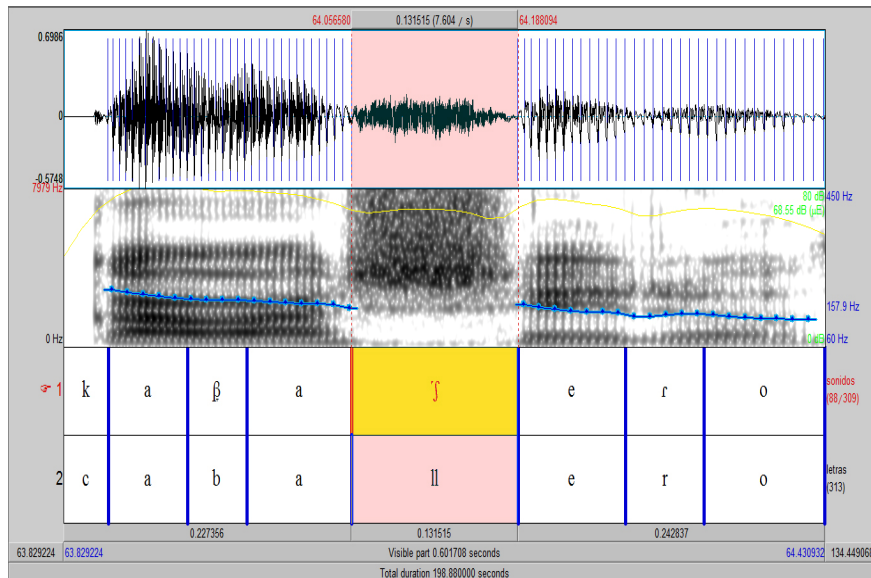 64.056580 0.131515 (7.604 / s) 64.188094
0.6986
0
-0.5748
7979 Hz 80 dB 450 Hz
68.56 dB (µE)
157.9 Hz
0 Hz 0 dB 60 Hz
1 k a β̞ a ʃ e ɾ o sonidos
(88/309)
2 c a b a ll e r o letras
(313)
0.227356 0.131515 0.242837
63.829224 63.829224 Visible part 0.601708 seconds 64.430932 134.449068
Total duration 198.880000 seconds